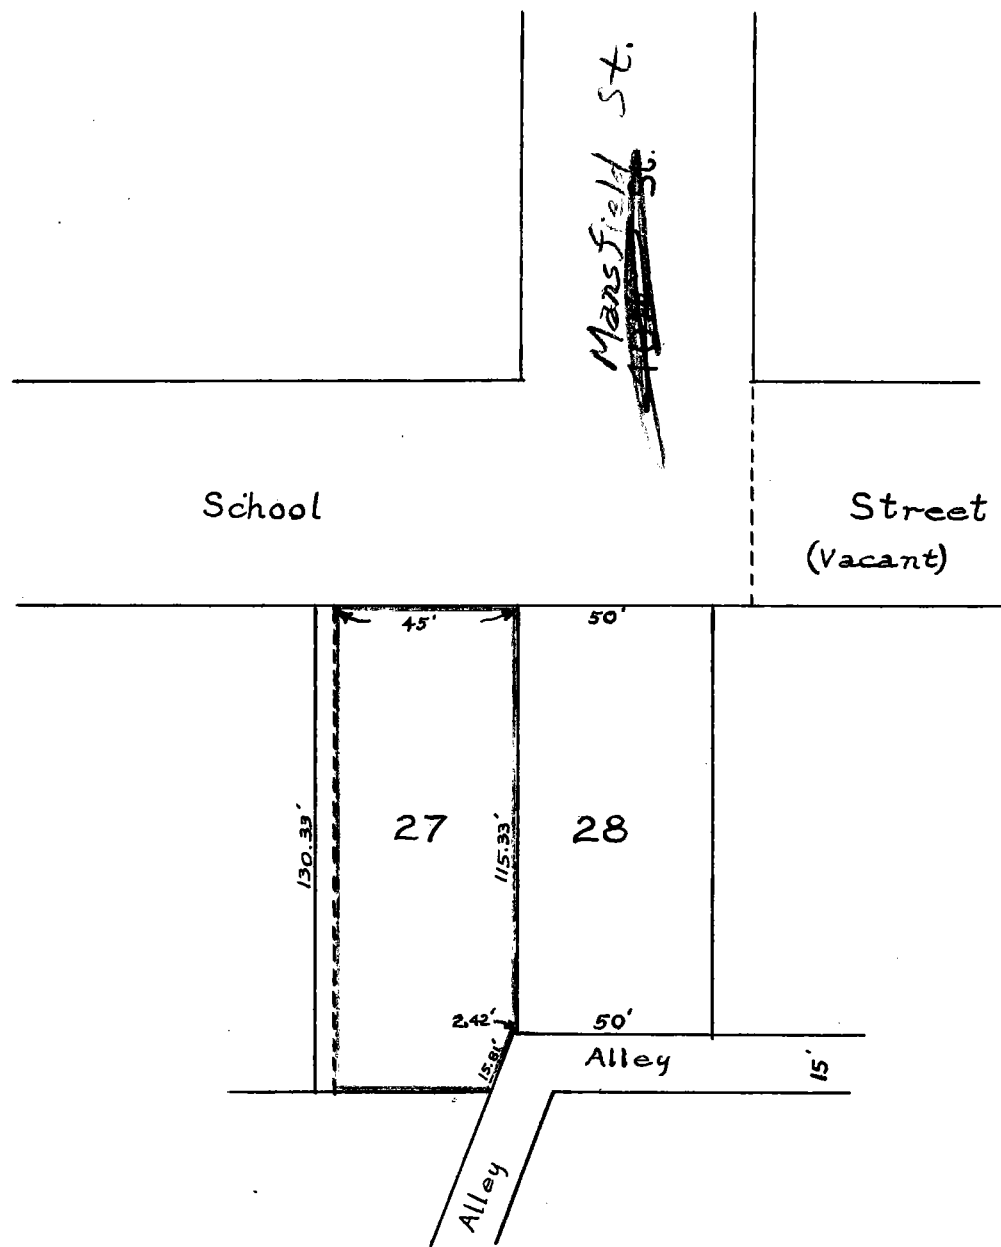 Mansfield St.
St.
School
Street
(Vacant)
45'
50'
27
28
130.33'
115.33'
2.42'
50'
15.81'
Alley
15'
Alley